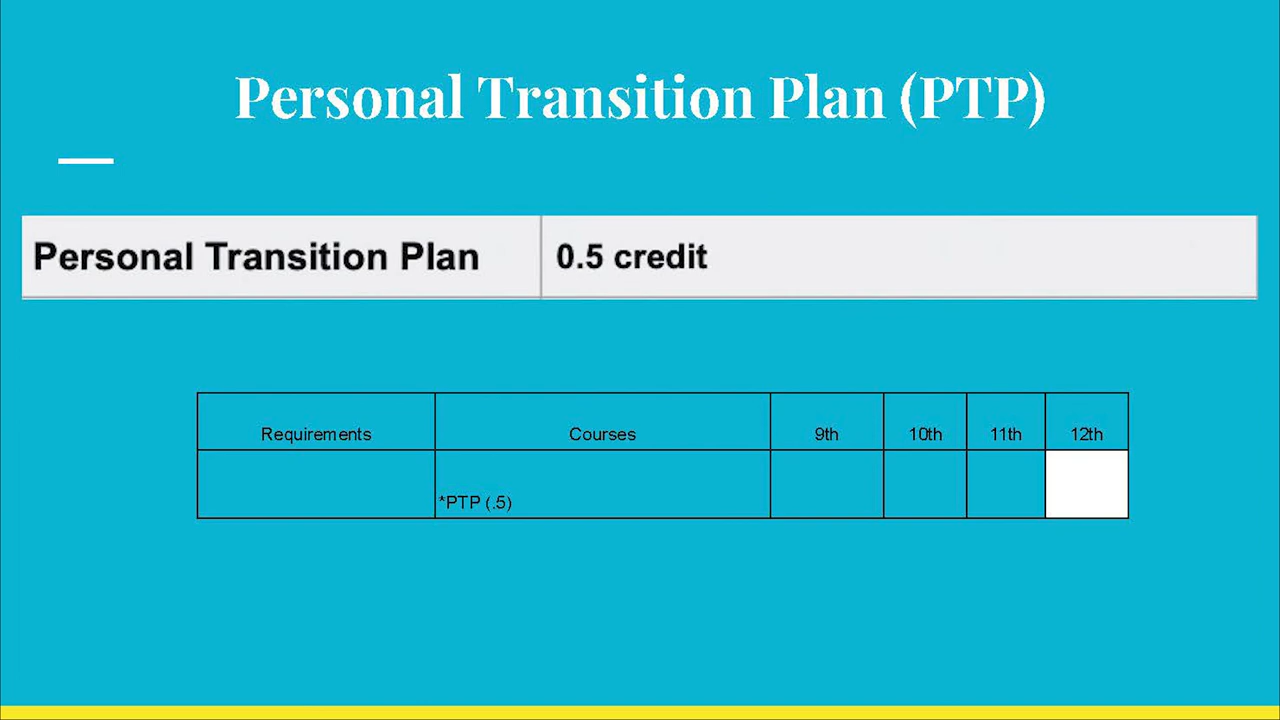 Personal Transition Plan (PTP)
Personal Transition Plan 0.5 credit
Requirements Courses 9th 10th 11th 12th
*PTP (.5)